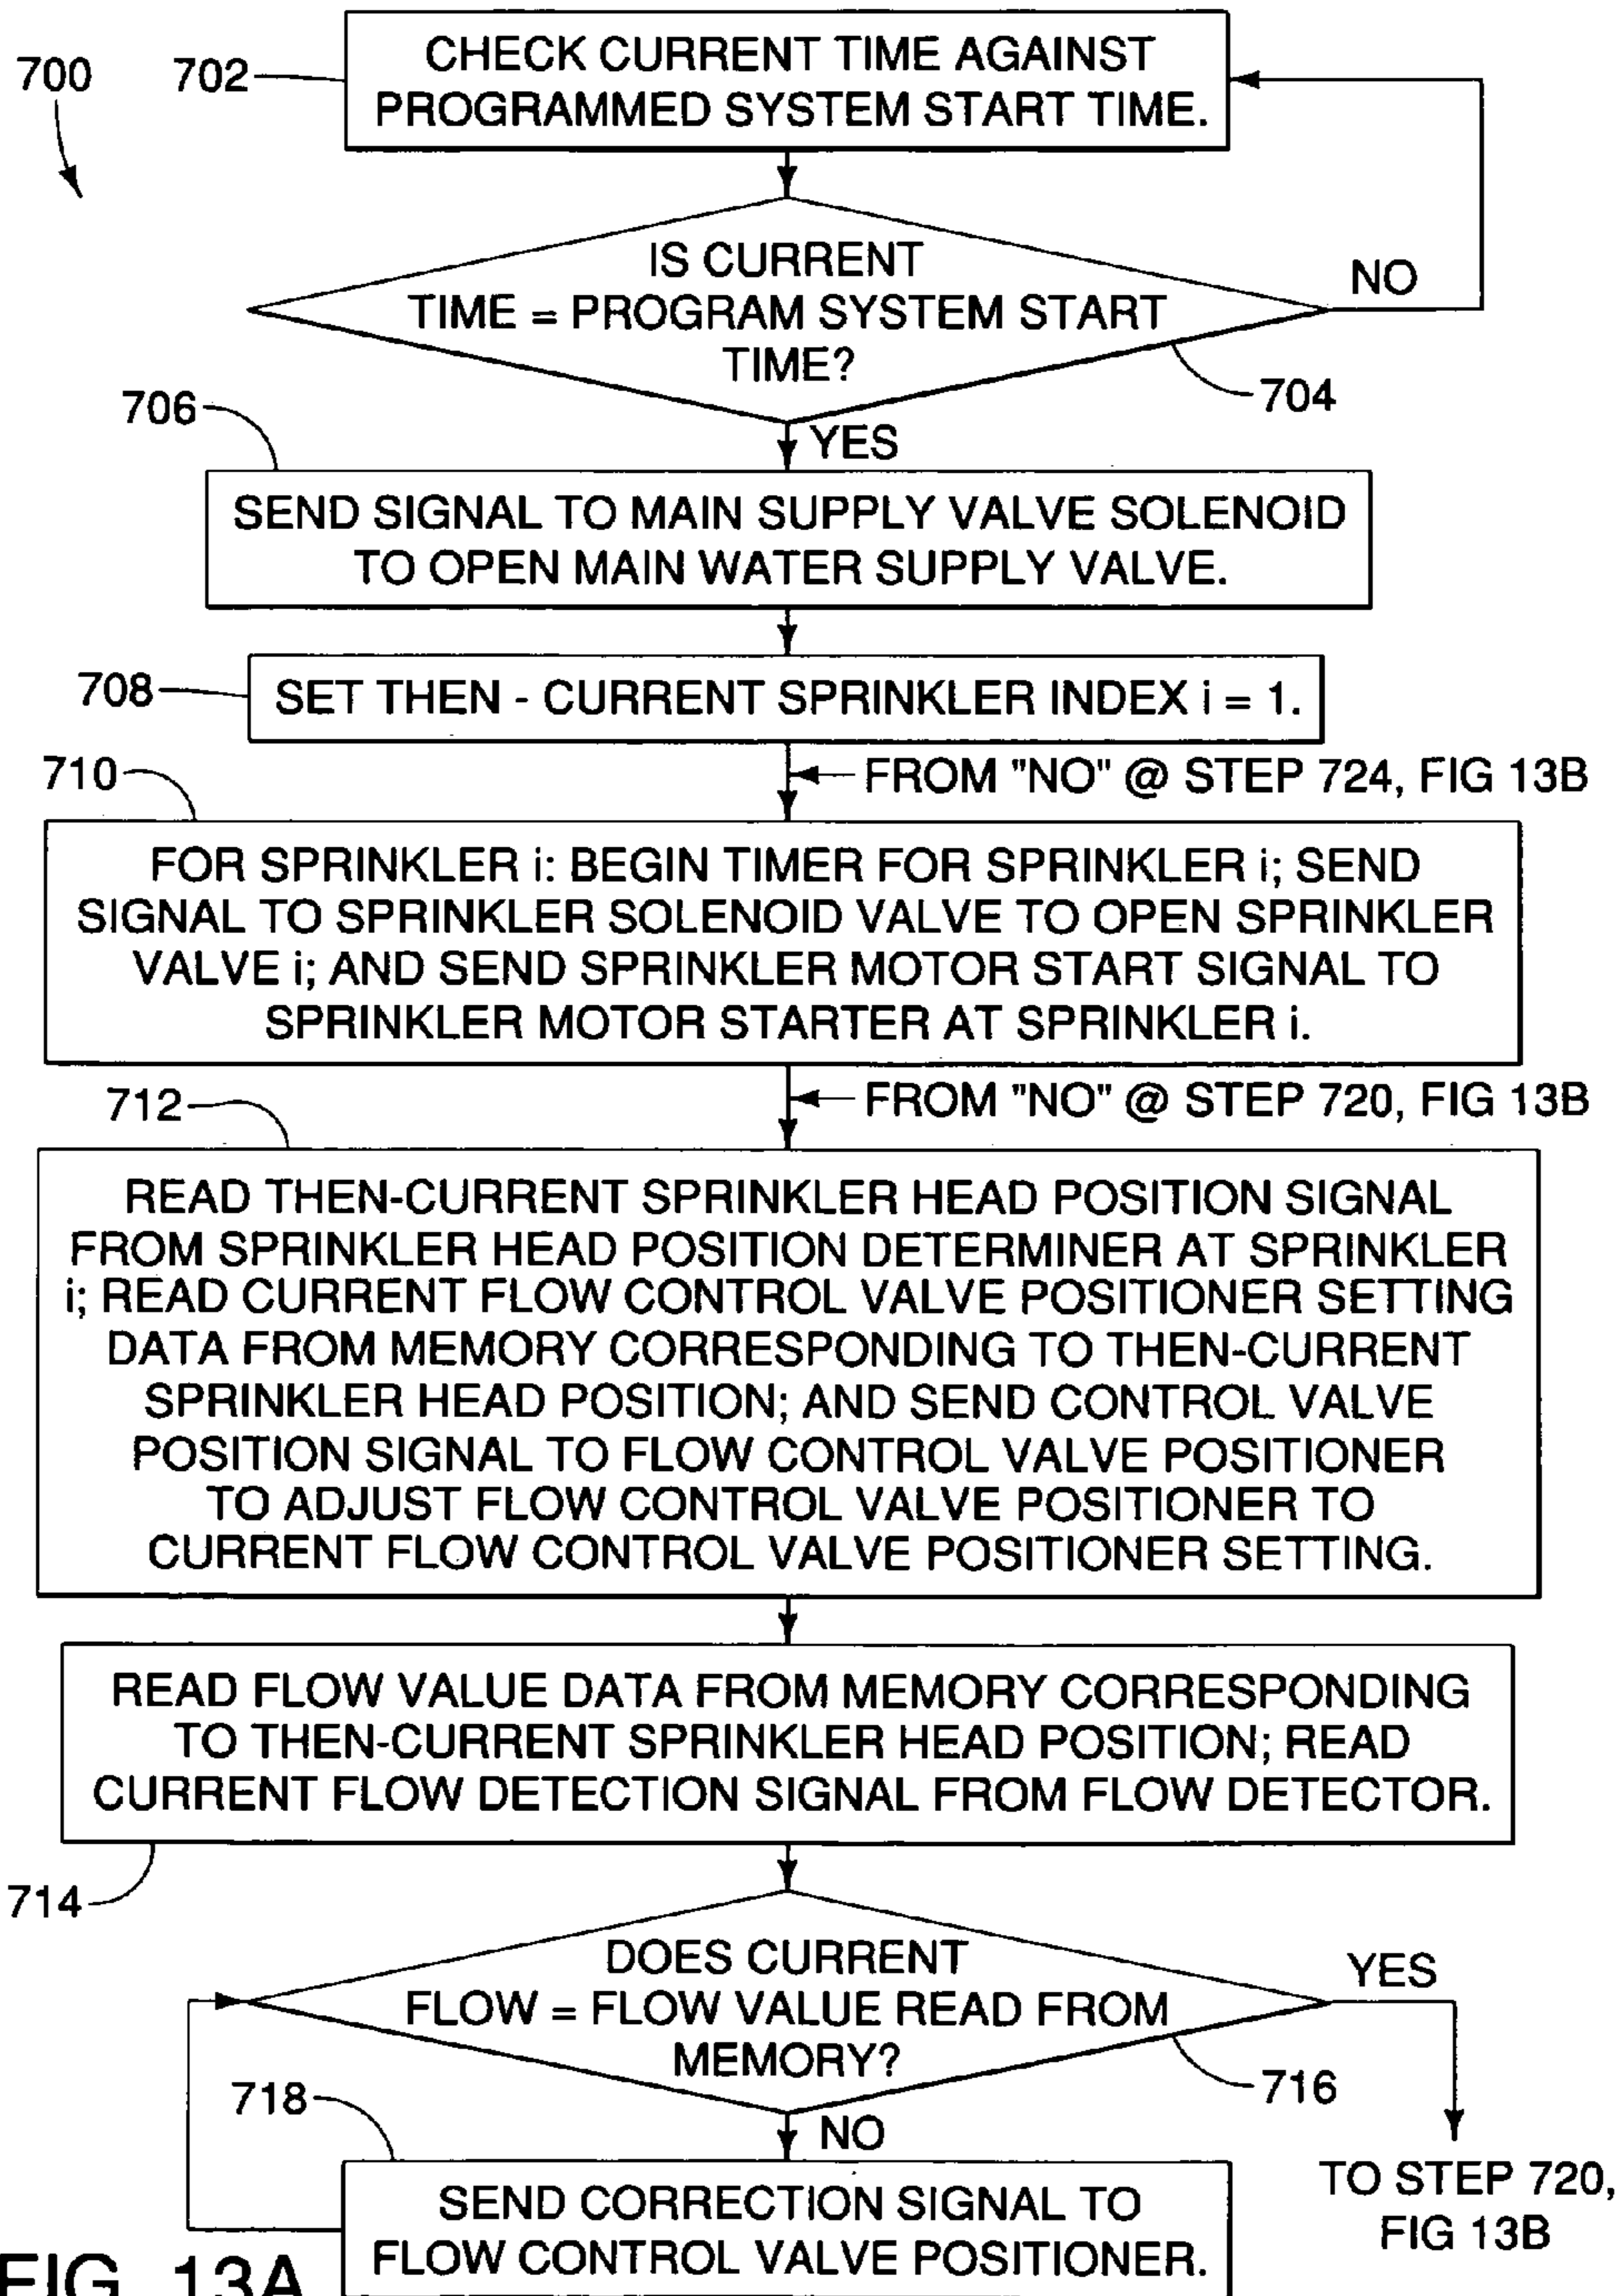 700
702
CHECK CURRENT TIME AGAINST
PROGRAMMED SYSTEM START TIME.
IS CURRENT
TIME = PROGRAM SYSTEM START
TIME?
NO
704
YES
706
SEND SIGNAL TO MAIN SUPPLY VALVE SOLENOID
TO OPEN MAIN WATER SUPPLY VALVE.
708
SET THEN - CURRENT SPRINKLER INDEX i = 1.
FROM "NO" @ STEP 724, FIG 13B
710
FOR SPRINKLER i: BEGIN TIMER FOR SPRINKLER i; SEND
SIGNAL TO SPRINKLER SOLENOID VALVE TO OPEN SPRINKLER
VALVE i; AND SEND SPRINKLER MOTOR START SIGNAL TO
SPRINKLER MOTOR STARTER AT SPRINKLER i.
FROM "NO" @ STEP 720, FIG 13B
712
READ THEN-CURRENT SPRINKLER HEAD POSITION SIGNAL
FROM SPRINKLER HEAD POSITION DETERMINER AT SPRINKLER
i; READ CURRENT FLOW CONTROL VALVE POSITIONER SETTING
DATA FROM MEMORY CORRESPONDING TO THEN-CURRENT
SPRINKLER HEAD POSITION; AND SEND CONTROL VALVE
POSITION SIGNAL TO FLOW CONTROL VALVE POSITIONER
TO ADJUST FLOW CONTROL VALVE POSITIONER TO
CURRENT FLOW CONTROL VALVE POSITIONER SETTING.
READ FLOW VALUE DATA FROM MEMORY CORRESPONDING
TO THEN-CURRENT SPRINKLER HEAD POSITION; READ
CURRENT FLOW DETECTION SIGNAL FROM FLOW DETECTOR.
714
DOES CURRENT
FLOW = FLOW VALUE READ FROM
MEMORY?
YES
716
NO
718
SEND CORRECTION SIGNAL TO
FLOW CONTROL VALVE POSITIONER.
TO STEP 720,
FIG 13B
FIG. 13A